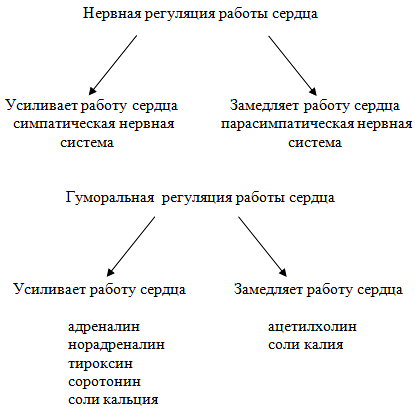 Нервная регуляция работы сердца
Усиливает работу сердца
симпатическая нервная
система
Замедляет работу сердца
парасимпатическая нервная
система
Гуморальная регуляция работы сердца
Усиливает работу сердца
адреналин
норадреналин
тироксин
соротонин
соли кальция
Замедляет работу сердца
ацетилхолин
соли калия